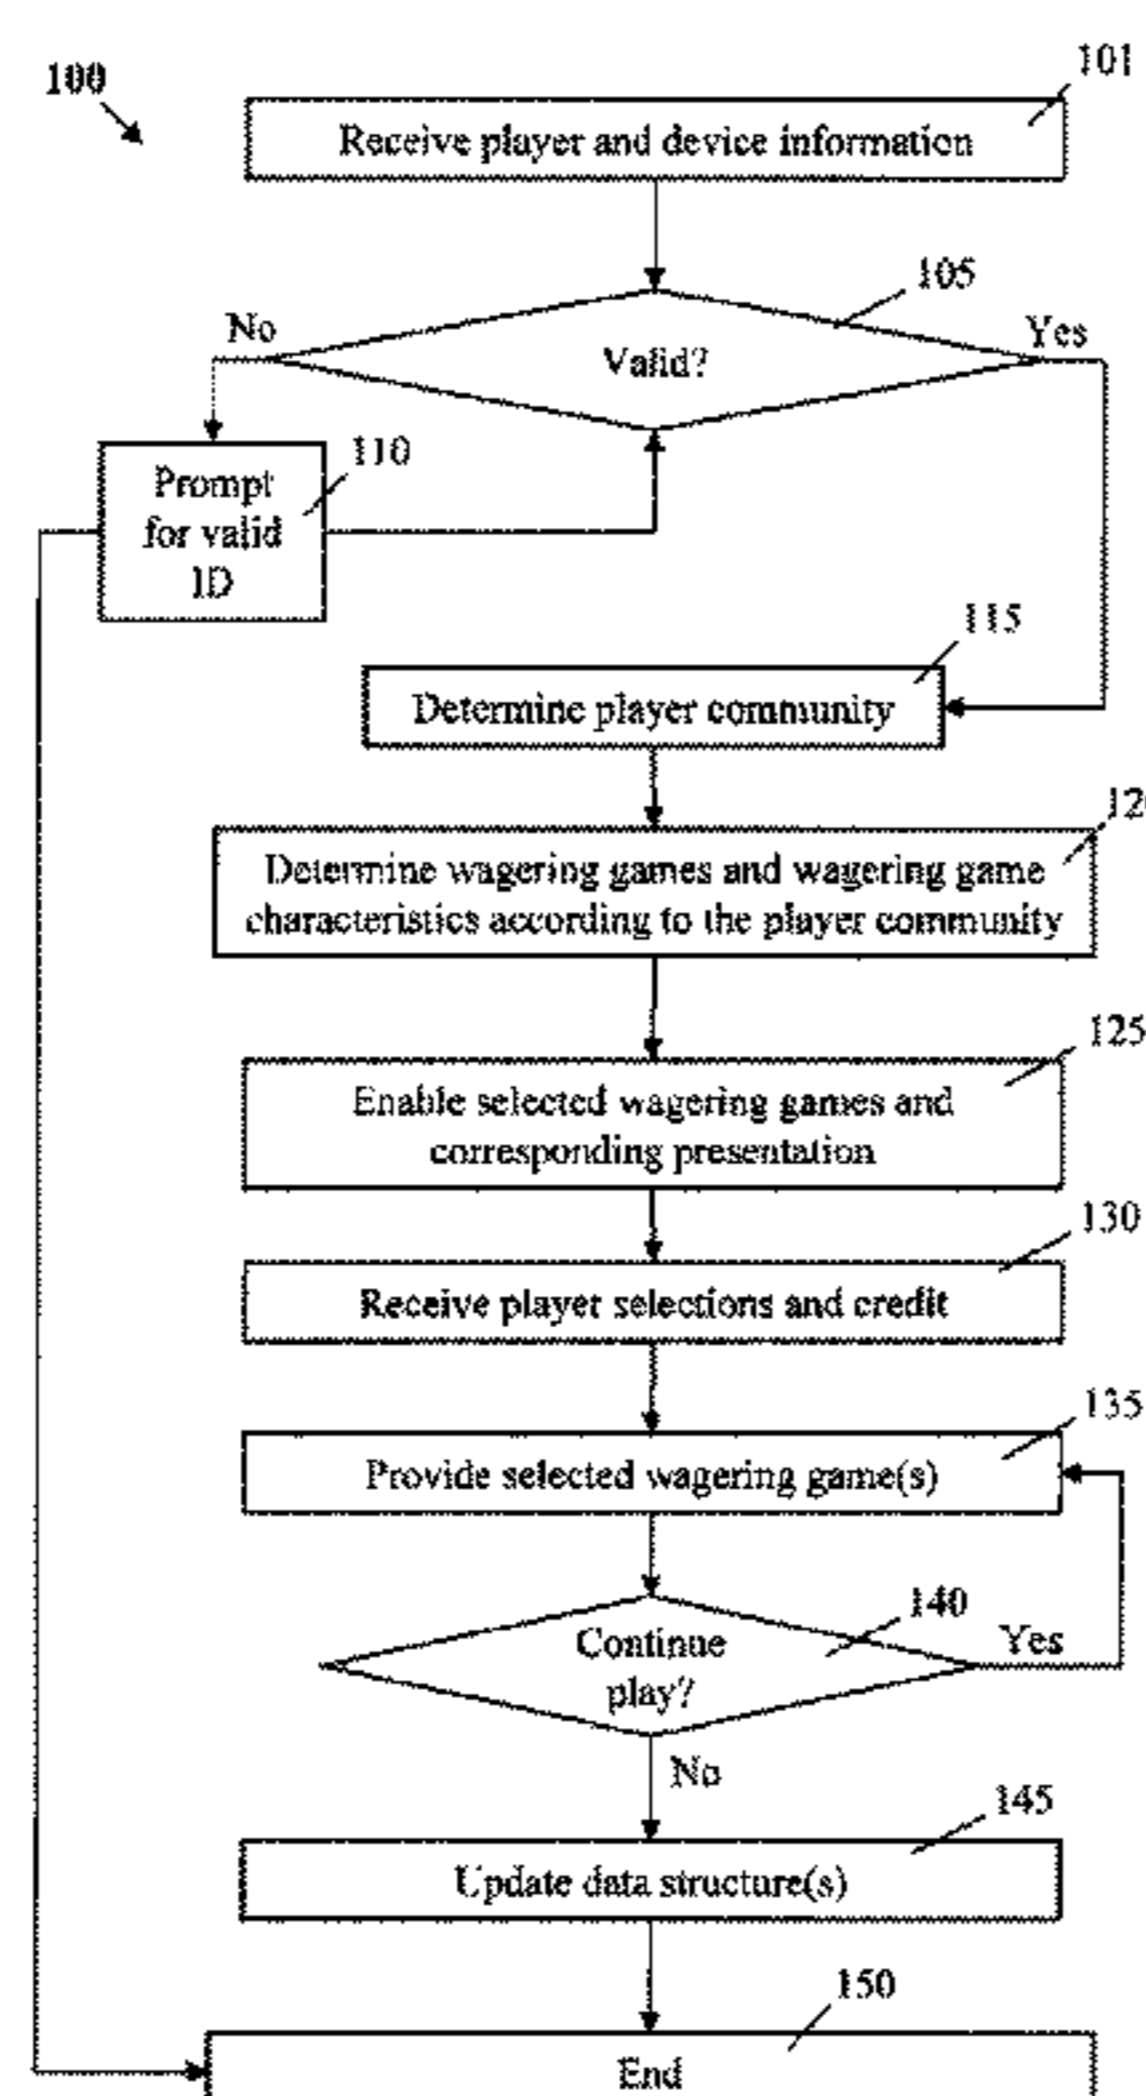 100
101
Receive player and device information
105
No
Yes
Valid?
110
Prompt
for valid
ID
115
Determine player community
Determine wagering games and wagering game
characteristics according to the player community
125
Enable selected wagering games and
corresponding presentation
130
Receive player selections and credit
135
Provide selected wagering game(s)
140
Continue
play?
Yes
No
145
Update data structure(s)
150
End